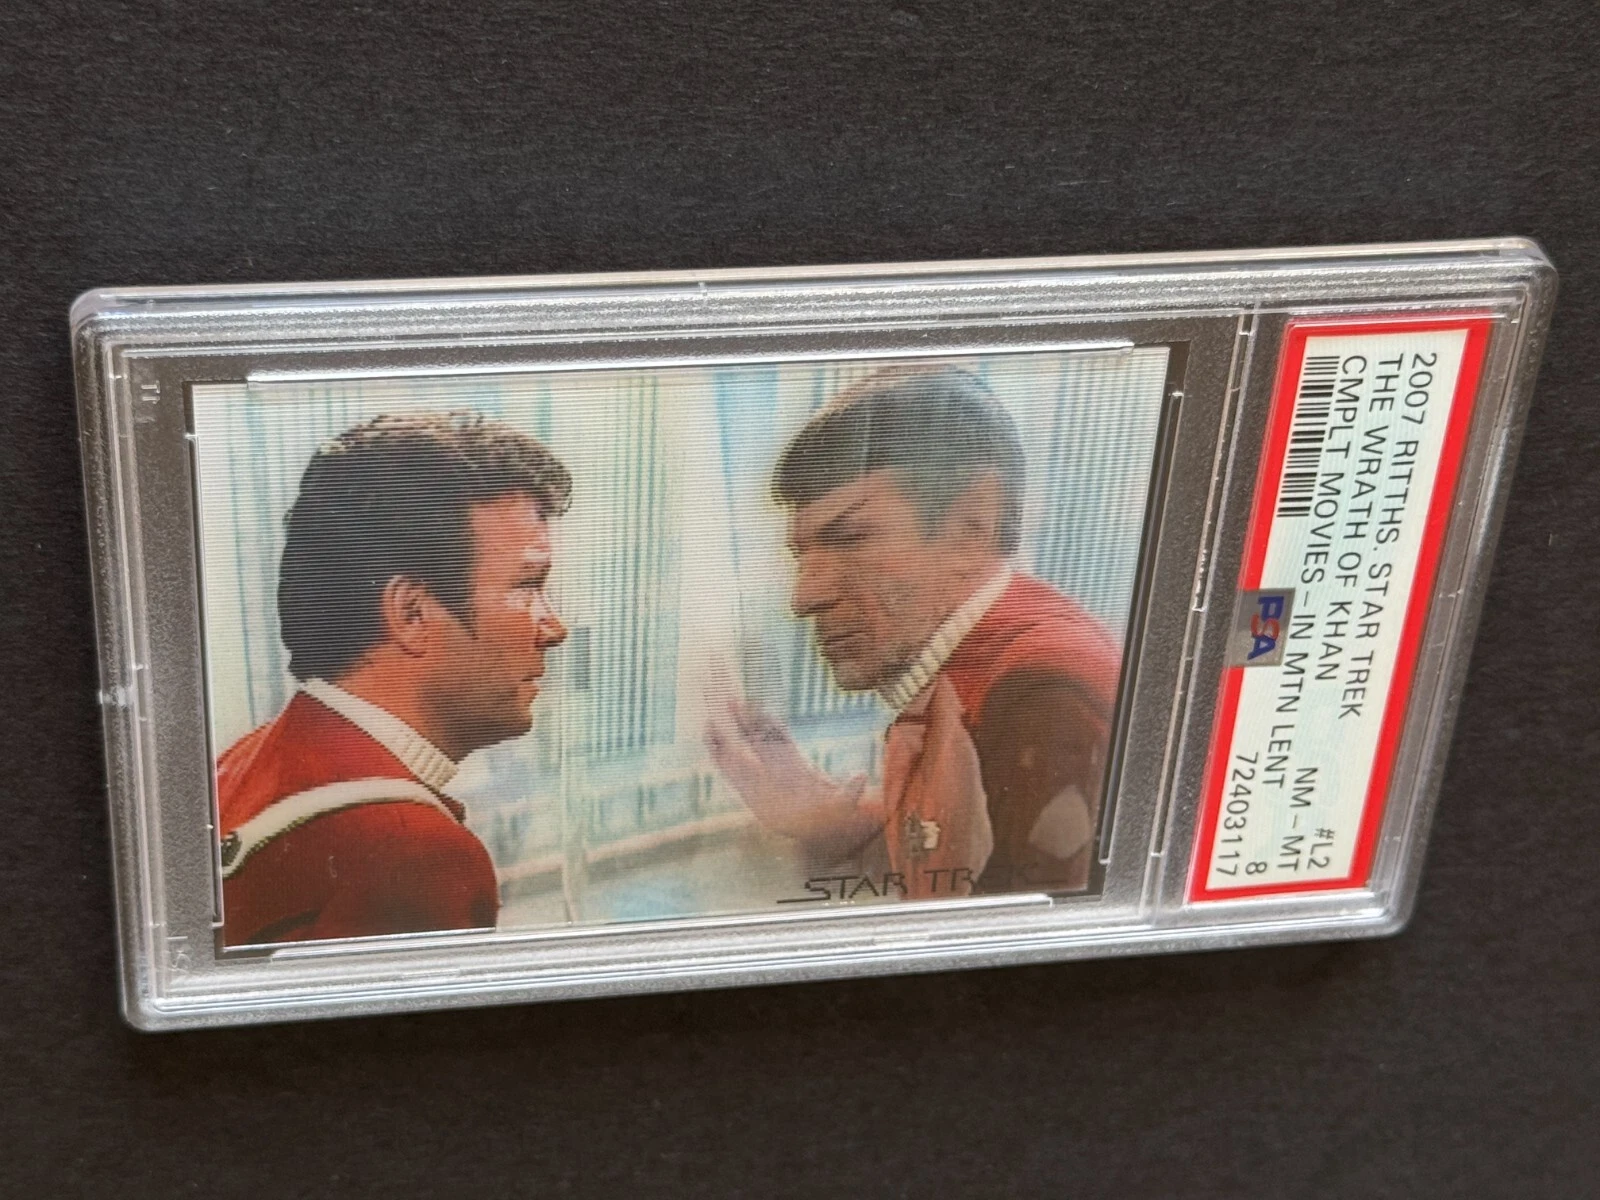 2007 RITTHS. STAR TREK #L2
THE WRATH OF KHAN NM - MT
CMPLT MOVIES - IN MTN LENT 8
72403117
PSA
STAR TREK